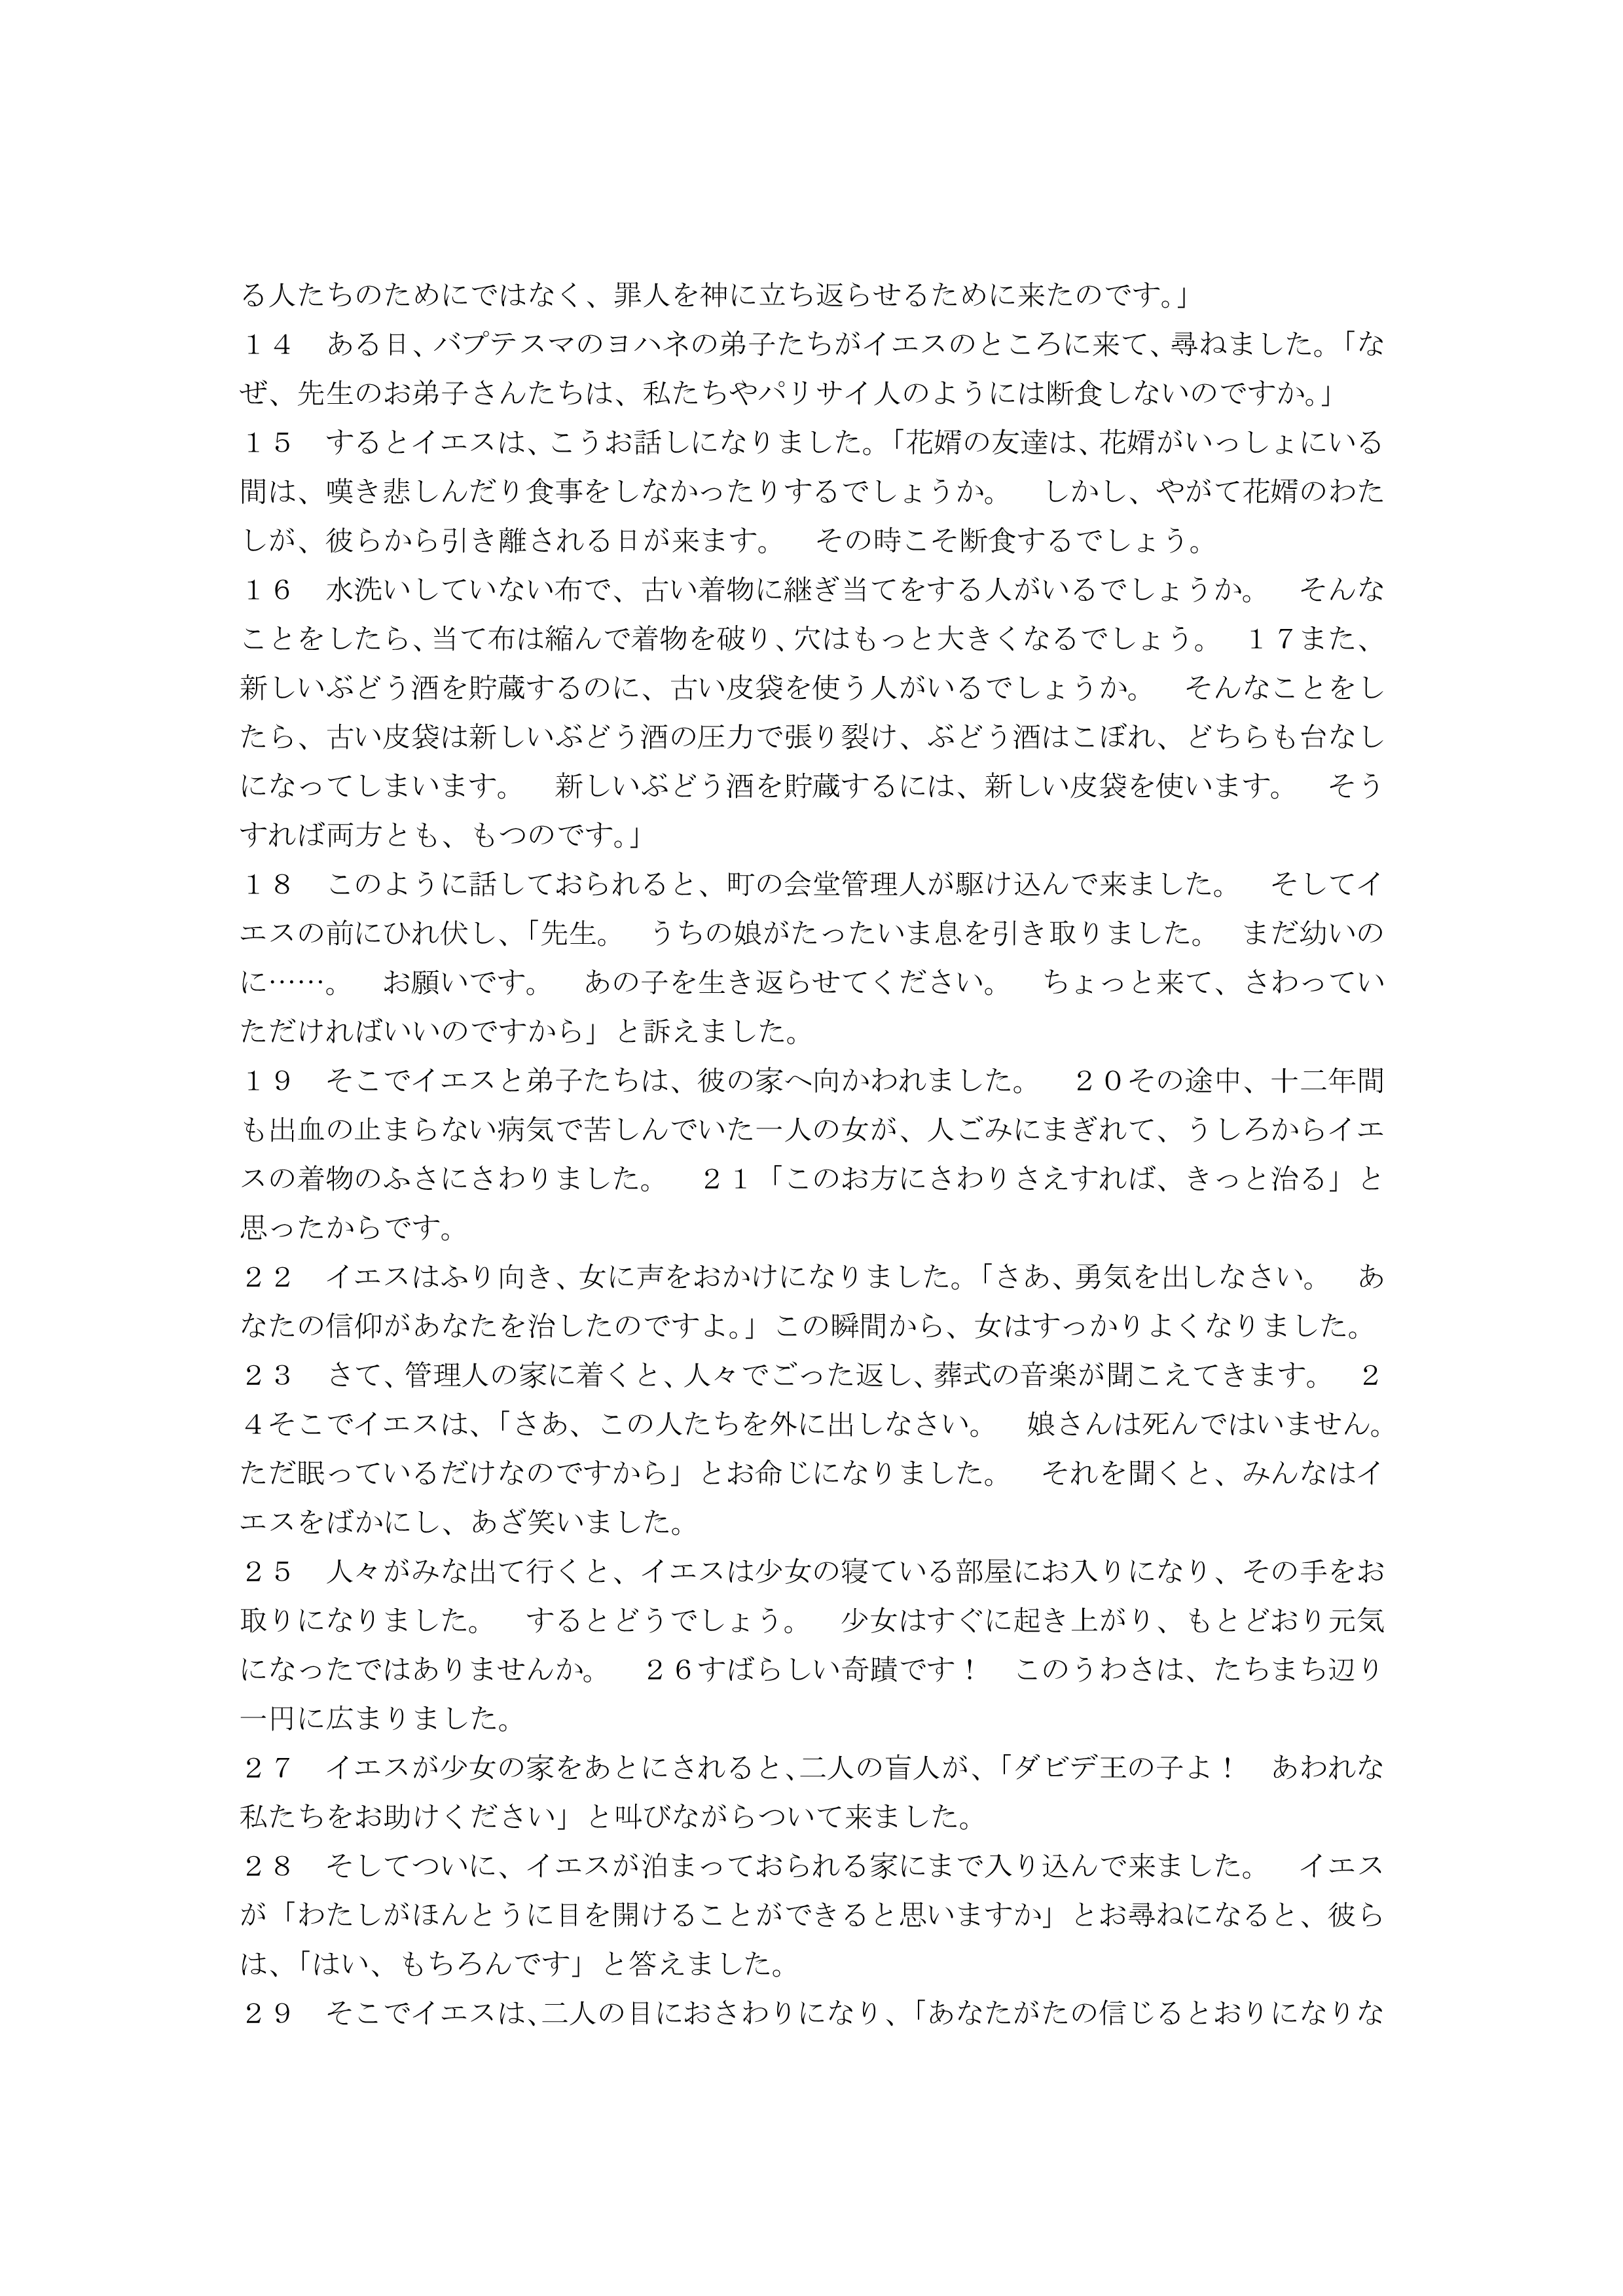 る人たちのためにではなく、罪人を神に立ち返らせるために来たのです。」
１４　ある日、バプテスマのヨハネの弟子たちがイエスのところに来て、尋ねました。「な
ぜ、先生のお弟子さんたちは、私たちやパリサイ人のようには断食しないのですか。」
１５　するとイエスは、こうお話しになりました。「花婿の友達は、花婿がいっしょにいる
間は、嘆き悲しんだり食事をしなかったりするでしょうか。　しかし、やがて花婿のわた
しが、彼らから引き離される日が来ます。　その時こそ断食するでしょう。
１６　水洗いしていない布で、古い着物に継ぎ当てをする人がいるでしょうか。　そんな
ことをしたら、当て布は縮んで着物を破り、穴はもっと大きくなるでしょう。　１７また、
新しいぶどう酒を貯蔵するのに、古い皮袋を使う人がいるでしょうか。　そんなことをし
たら、古い皮袋は新しいぶどう酒の圧力で張り裂け、ぶどう酒はこぼれ、どちらも台なし
になってしまいます。　新しいぶどう酒を貯蔵するには、新しい皮袋を使います。　そう
すれば両方とも、もつのです。」
１８　このように話しておられると、町の会堂管理人が駆け込んで来ました。　そしてイ
エスの前にひれ伏し、「先生。　うちの娘がたったいま息を引き取りました。　まだ幼いの
に……。　お願いです。　あの子を生き返らせてください。　ちょっと来て、さわってい
ただければいいのですから」と訴えました。
１９　そこでイエスと弟子たちは、彼の家へ向かわれました。　２０その途中、十二年間
も出血の止まらない病気で苦しんでいた一人の女が、人ごみにまぎれて、うしろからイエ
スの着物のふさにさわりました。　２１「このお方にさわりさえすれば、きっと治る」と
思ったからです。
２２　イエスはふり向き、女に声をおかけになりました。「さあ、勇気を出しなさい。　あ
なたの信仰があなたを治したのですよ。」この瞬間から、女はすっかりよくなりました。
２３　さて、管理人の家に着くと、人々でごった返し、葬式の音楽が聞こえてきます。　２
４そこでイエスは、「さあ、この人たちを外に出しなさい。　娘さんは死んではいません。
ただ眠っているだけなのですから」とお命じになりました。　それを聞くと、みんなはイ
エスをばかにし、あざ笑いました。
２５　人々がみな出て行くと、イエスは少女の寝ている部屋にお入りになり、その手をお
取りになりました。　するとどうでしょう。　少女はすぐに起き上がり、もとどおり元気
になったではありませんか。　２６すばらしい奇蹟です！　このうわさは、たちまち辺り
一円に広まりました。
２７　イエスが少女の家をあとにされると、二人の盲人が、「ダビデ王の子よ！　あわれな
私たちをお助けください」と叫びながらついて来ました。
２８　そしてついに、イエスが泊まっておられる家にまで入り込んで来ました。　イエス
が「わたしがほんとうに目を開けることができると思いますか」とお尋ねになると、彼ら
は、「はい、もちろんです」と答えました。
２９　そこでイエスは、二人の目におさわりになり、「あなたがたの信じるとおりになりな